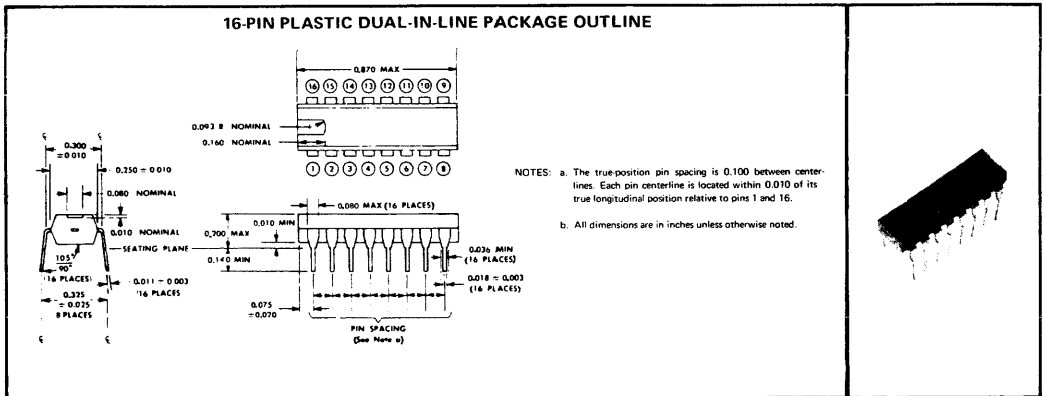 16-PIN PLASTIC DUAL-IN-LINE PACKAGE OUTLINE
0.870 MAX
16 15 14 13 12 11 10 9
0.093 R NOMINAL
0.160 NOMINAL
1 2 3 4 5 6 7 8
℄ ℄
0.300
±0.010
0.250 ± 0.010
0.080 NOMINAL
0.010 NOMINAL
SEATING PLANE
105°
90°
(16 PLACES)
0.011 ± 0.003
(16 PLACES
0.325
± 0.025
8 PLACES
℄ ℄
0.080 MAX (16 PLACES)
0.010 MIN
0.200 MAX
0.140 MIN
0.036 MIN
(16 PLACES)
0.018 ± 0.003
(16 PLACES)
0.075
±0.020
PIN SPACING
(See Note a)
NOTES: a. The true-position pin spacing is 0.100 between center-
lines. Each pin centerline is located within 0.010 of its
true longitudinal position relative to pins 1 and 16.
b. All dimensions are in inches unless otherwise noted.